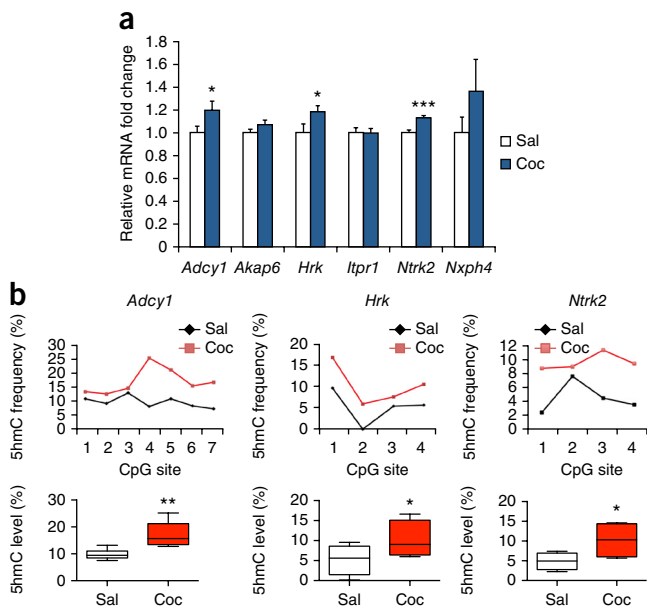 a
Relative mRNA fold change
1.8
1.6
1.4
1.2
1.0
0.8
0.6
0.4
0.2
0
* * ***
Adcy1 Akap6 Hrk Itpr1 Ntrk2 Nxph4
Sal
Coc
b
Adcy1
5hmC frequency (%)
30
25
20
15
10
5
0
Sal
Coc
1 2 3 4 5 6 7
CpG site
Hrk
5hmC frequency (%)
20
15
10
5
0
Sal
Coc
1 2 3 4
CpG site
Ntrk2
5hmC frequency (%)
12
10
8
6
4
2
0
Sal
Coc
1 2 3 4
CpG site
5hmC level (%)
30
20
10
0
**
Sal Coc
5hmC level (%)
20
15
10
5
0
*
Sal Coc
5hmC level (%)
20
15
10
5
0
*
Sal Coc